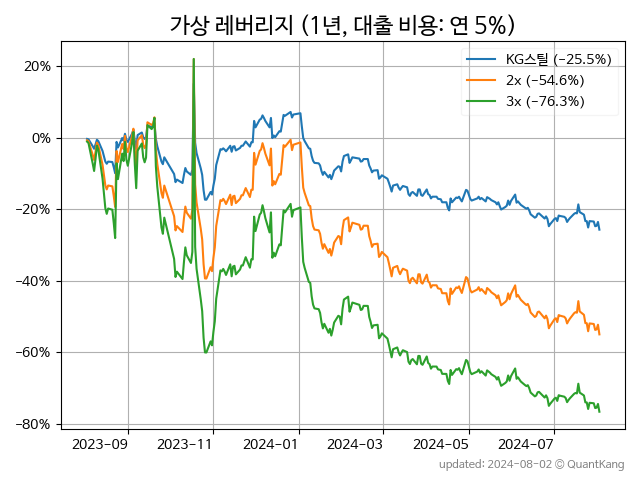 가상 레버리지 (1년, 대출 비용: 연 5%)
KG스틸 (−25.5%)
2x (−54.6%)
3x (−76.3%)
20%
0%
−20%
−40%
−60%
−80%
2023-09 2023-11 2024-01 2024-03 2024-05 2024-07
updated: 2024-08-02 © QuantKang